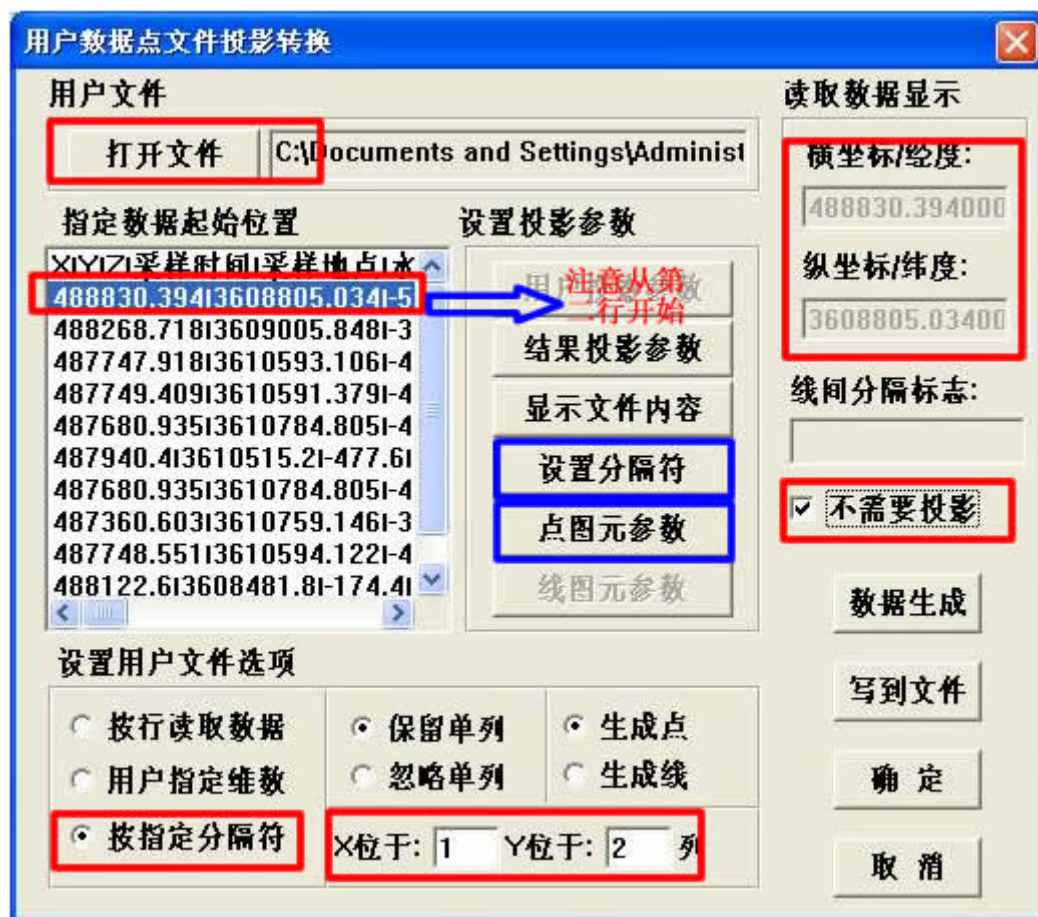 用户数据点文件投影转换
用户文件
打开文件
C:\Documents and Settings\Administ
指定数据起始位置
X|Y|Z|采样时间|采样地点|水
488830.394|3608805.034|-5
488268.718|3609005.848|-3
487747.918|3610593.106|-4
487749.409|3610591.379|-4
487680.935|3610784.805|-4
487940.4|3610515.2|-477.6|
487680.935|3610784.805|-4
487360.603|3610759.146|-3
487748.551|3610594.122|-4
488122.6|3608481.8|-174.4|
设置投影参数
注意从第
二行开始
结果投影参数
显示文件内容
设置分隔符
点图元参数
线图元参数
读取数据显示
横坐标/经度:
488830.394000
纵坐标/纬度:
3608805.03400
线间分隔标志:
不需要投影
数据生成
写到文件
确 定
取 消
设置用户文件选项
按行读取数据
用户指定维数
按指定分隔符
保留单列
忽略单列
生成点
生成线
X位于: 1 Y位于: 2 列